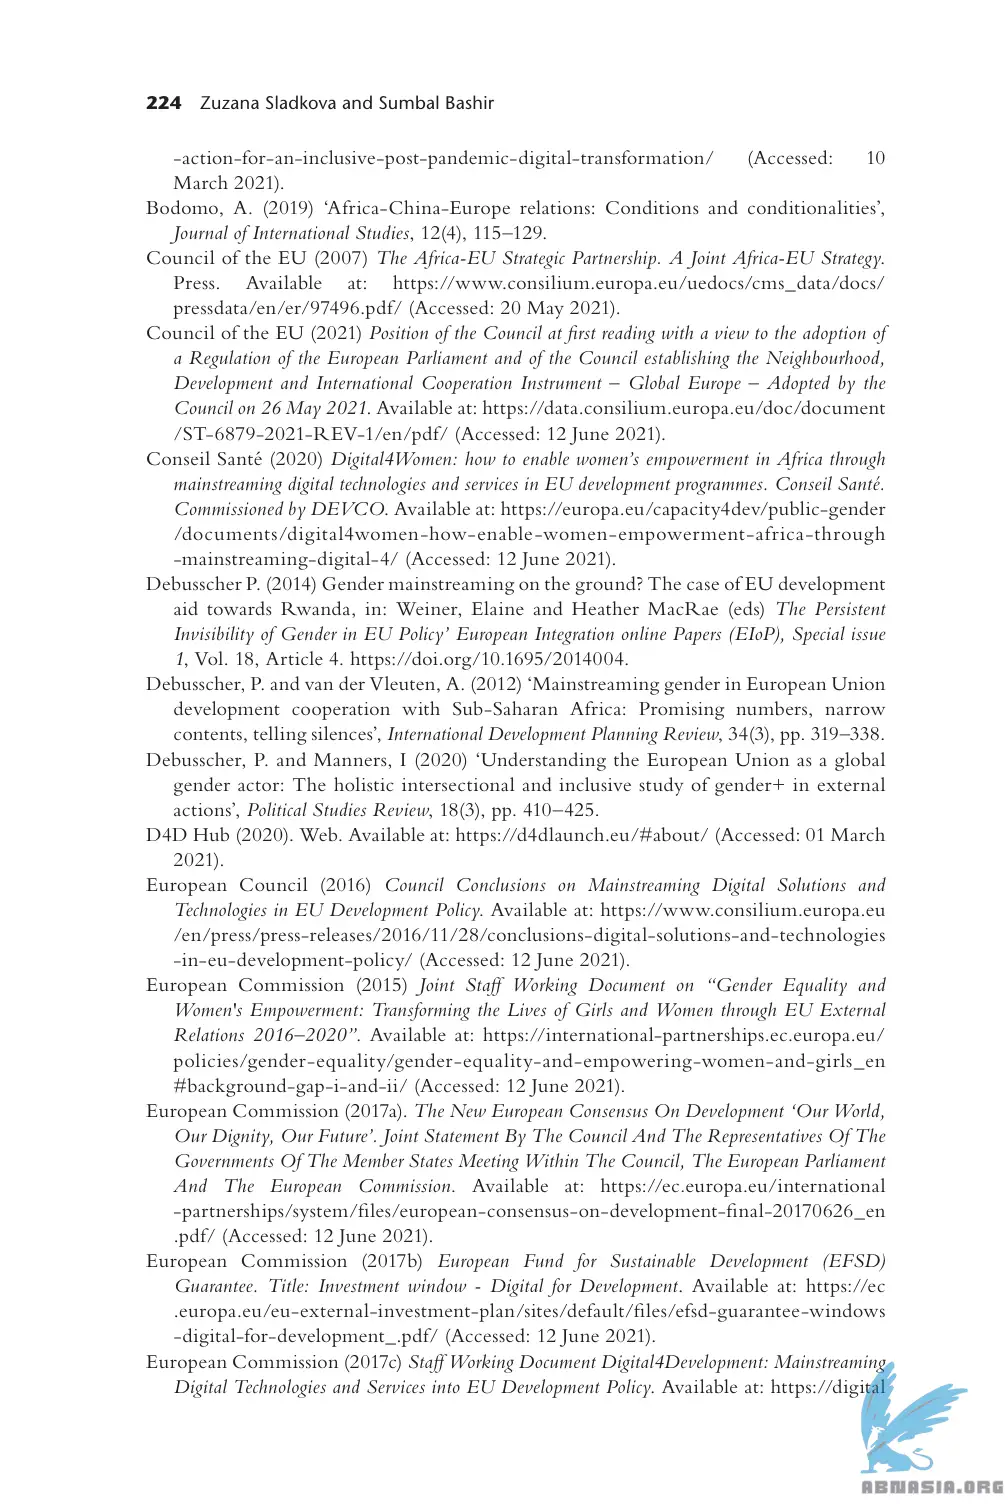 224 Zuzana Sladkova and Sumbal Bashir
-action-for-an-inclusive-post-pandemic-digital-transformation/ (Accessed: 10
March 2021).
Bodomo, A. (2019) ‘Africa-China-Europe relations: Conditions and conditionalities’,
Journal of International Studies, 12(4), 115–129.
Council of the EU (2007) The Africa-EU Strategic Partnership. A Joint Africa-EU Strategy.
Press. Available at: https://www.consilium.europa.eu/uedocs/cms_data/docs/
pressdata/en/er/97496.pdf/ (Accessed: 20 May 2021).
Council of the EU (2021) Position of the Council at first reading with a view to the adoption of
a Regulation of the European Parliament and of the Council establishing the Neighbourhood,
Development and International Cooperation Instrument – Global Europe – Adopted by the
Council on 26 May 2021. Available at: https://data.consilium.europa.eu/doc/document
/ST-6879-2021-REV-1/en/pdf/ (Accessed: 12 June 2021).
Conseil Santé (2020) Digital4Women: how to enable women’s empowerment in Africa through
mainstreaming digital technologies and services in EU development programmes. Conseil Santé.
Commissioned by DEVCO. Available at: https://europa.eu/capacity4dev/public-gender
/documents/digital4women-how-enable-women-empowerment-africa-through
-mainstreaming-digital-4/ (Accessed: 12 June 2021).
Debusscher P. (2014) Gender mainstreaming on the ground? The case of EU development
aid towards Rwanda, in: Weiner, Elaine and Heather MacRae (eds) The Persistent
Invisibility of Gender in EU Policy’ European Integration online Papers (EIoP), Special issue
1, Vol. 18, Article 4. https://doi.org/10.1695/2014004.
Debusscher, P. and van der Vleuten, A. (2012) ‘Mainstreaming gender in European Union
development cooperation with Sub-Saharan Africa: Promising numbers, narrow
contents, telling silences’, International Development Planning Review, 34(3), pp. 319–338.
Debusscher, P. and Manners, I (2020) ‘Understanding the European Union as a global
gender actor: The holistic intersectional and inclusive study of gender+ in external
actions’, Political Studies Review, 18(3), pp. 410–425.
D4D Hub (2020). Web. Available at: https://d4dlaunch.eu/#about/ (Accessed: 01 March
2021).
European Council (2016) Council Conclusions on Mainstreaming Digital Solutions and
Technologies in EU Development Policy. Available at: https://www.consilium.europa.eu
/en/press/press-releases/2016/11/28/conclusions-digital-solutions-and-technologies
-in-eu-development-policy/ (Accessed: 12 June 2021).
European Commission (2015) Joint Staff Working Document on “Gender Equality and
Women's Empowerment: Transforming the Lives of Girls and Women through EU External
Relations 2016–2020”. Available at: https://international-partnerships.ec.europa.eu/
policies/gender-equality/gender-equality-and-empowering-women-and-girls_en
#background-gap-i-and-ii/ (Accessed: 12 June 2021).
European Commission (2017a). The New European Consensus On Development ‘Our World,
Our Dignity, Our Future’. Joint Statement By The Council And The Representatives Of The
Governments Of The Member States Meeting Within The Council, The European Parliament
And The European Commission. Available at: https://ec.europa.eu/international
-partnerships/system/files/european-consensus-on-development-final-20170626_en
.pdf/ (Accessed: 12 June 2021).
European Commission (2017b) European Fund for Sustainable Development (EFSD)
Guarantee. Title: Investment window - Digital for Development. Available at: https://ec
.europa.eu/eu-external-investment-plan/sites/default/files/efsd-guarantee-windows
-digital-for-development_.pdf/ (Accessed: 12 June 2021).
European Commission (2017c) Staff Working Document Digital4Development: Mainstreaming
Digital Technologies and Services into EU Development Policy. Available at: https://digital
ABMASIA.ORG